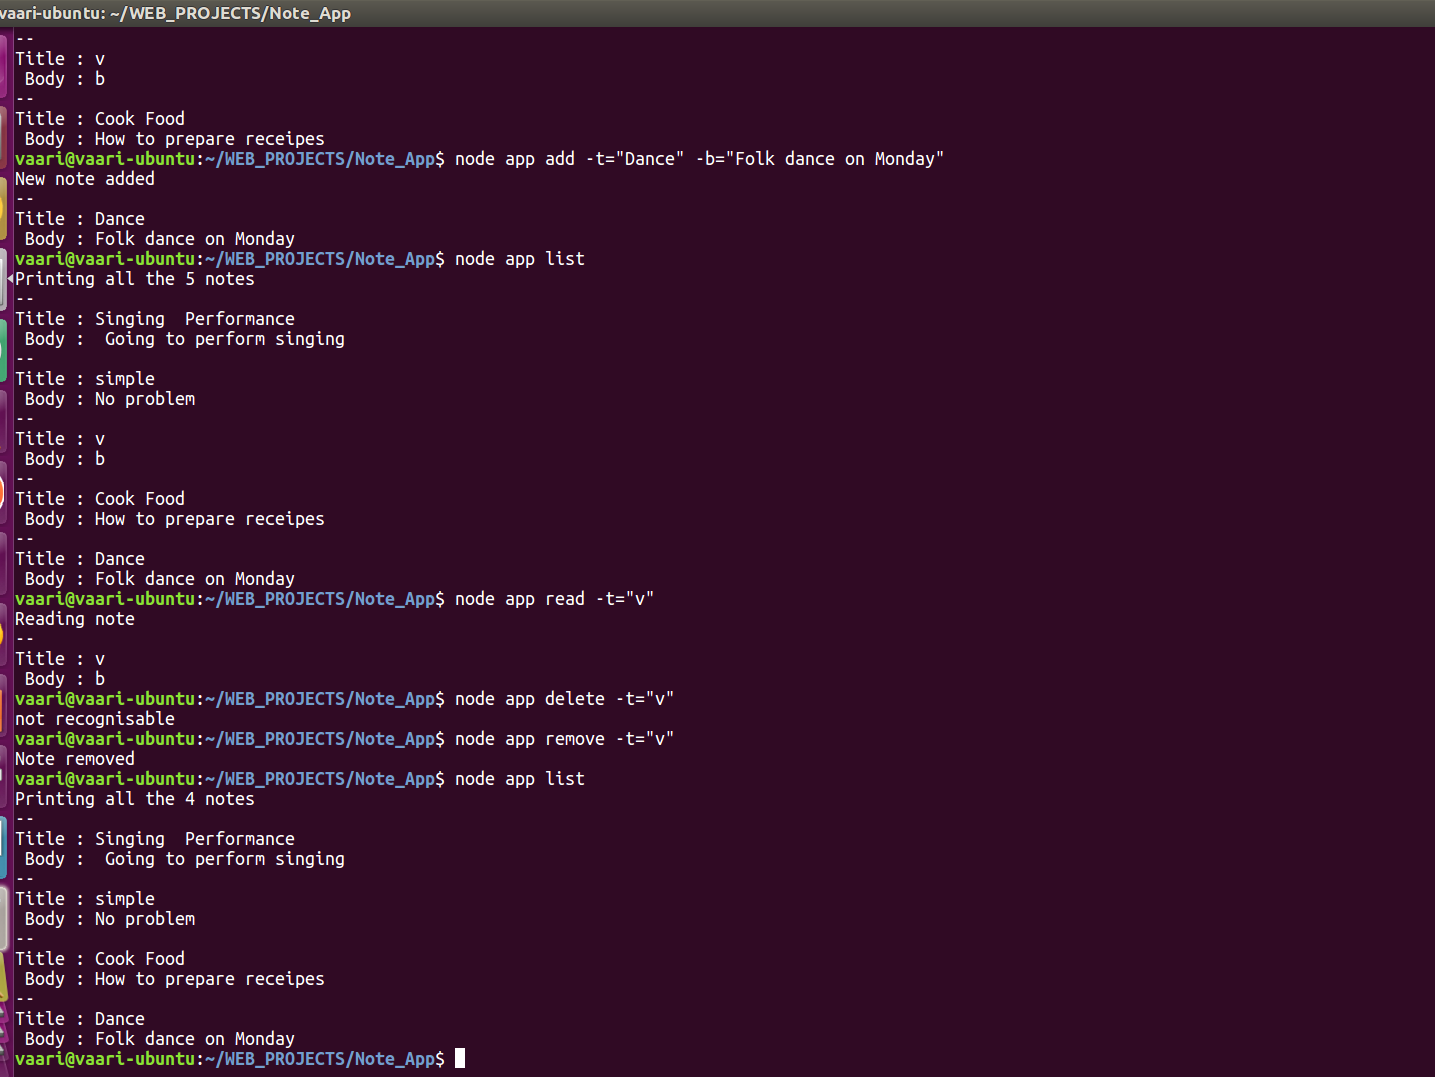 vaari-ubuntu: ~/WEB_PROJECTS/Note_App
--
Title : v
 Body : b
--
Title : Cook Food
 Body : How to prepare receipes
vaari@vaari-ubuntu:~/WEB_PROJECTS/Note_App$ node app add -t="Dance" -b="Folk dance on Monday"
New note added
--
Title : Dance
 Body : Folk dance on Monday
vaari@vaari-ubuntu:~/WEB_PROJECTS/Note_App$ node app list
Printing all the 5 notes
--
Title : Singing  Performance
 Body :  Going to perform singing
--
Title : simple
 Body : No problem
--
Title : v
 Body : b
--
Title : Cook Food
 Body : How to prepare receipes
--
Title : Dance
 Body : Folk dance on Monday
vaari@vaari-ubuntu:~/WEB_PROJECTS/Note_App$ node app read -t="v"
Reading note
--
Title : v
 Body : b
vaari@vaari-ubuntu:~/WEB_PROJECTS/Note_App$ node app delete -t="v"
not recognisable
vaari@vaari-ubuntu:~/WEB_PROJECTS/Note_App$ node app remove -t="v"
Note removed
vaari@vaari-ubuntu:~/WEB_PROJECTS/Note_App$ node app list
Printing all the 4 notes
--
Title : Singing  Performance
 Body :  Going to perform singing
--
Title : simple
 Body : No problem
--
Title : Cook Food
 Body : How to prepare receipes
--
Title : Dance
 Body : Folk dance on Monday
vaari@vaari-ubuntu:~/WEB_PROJECTS/Note_App$